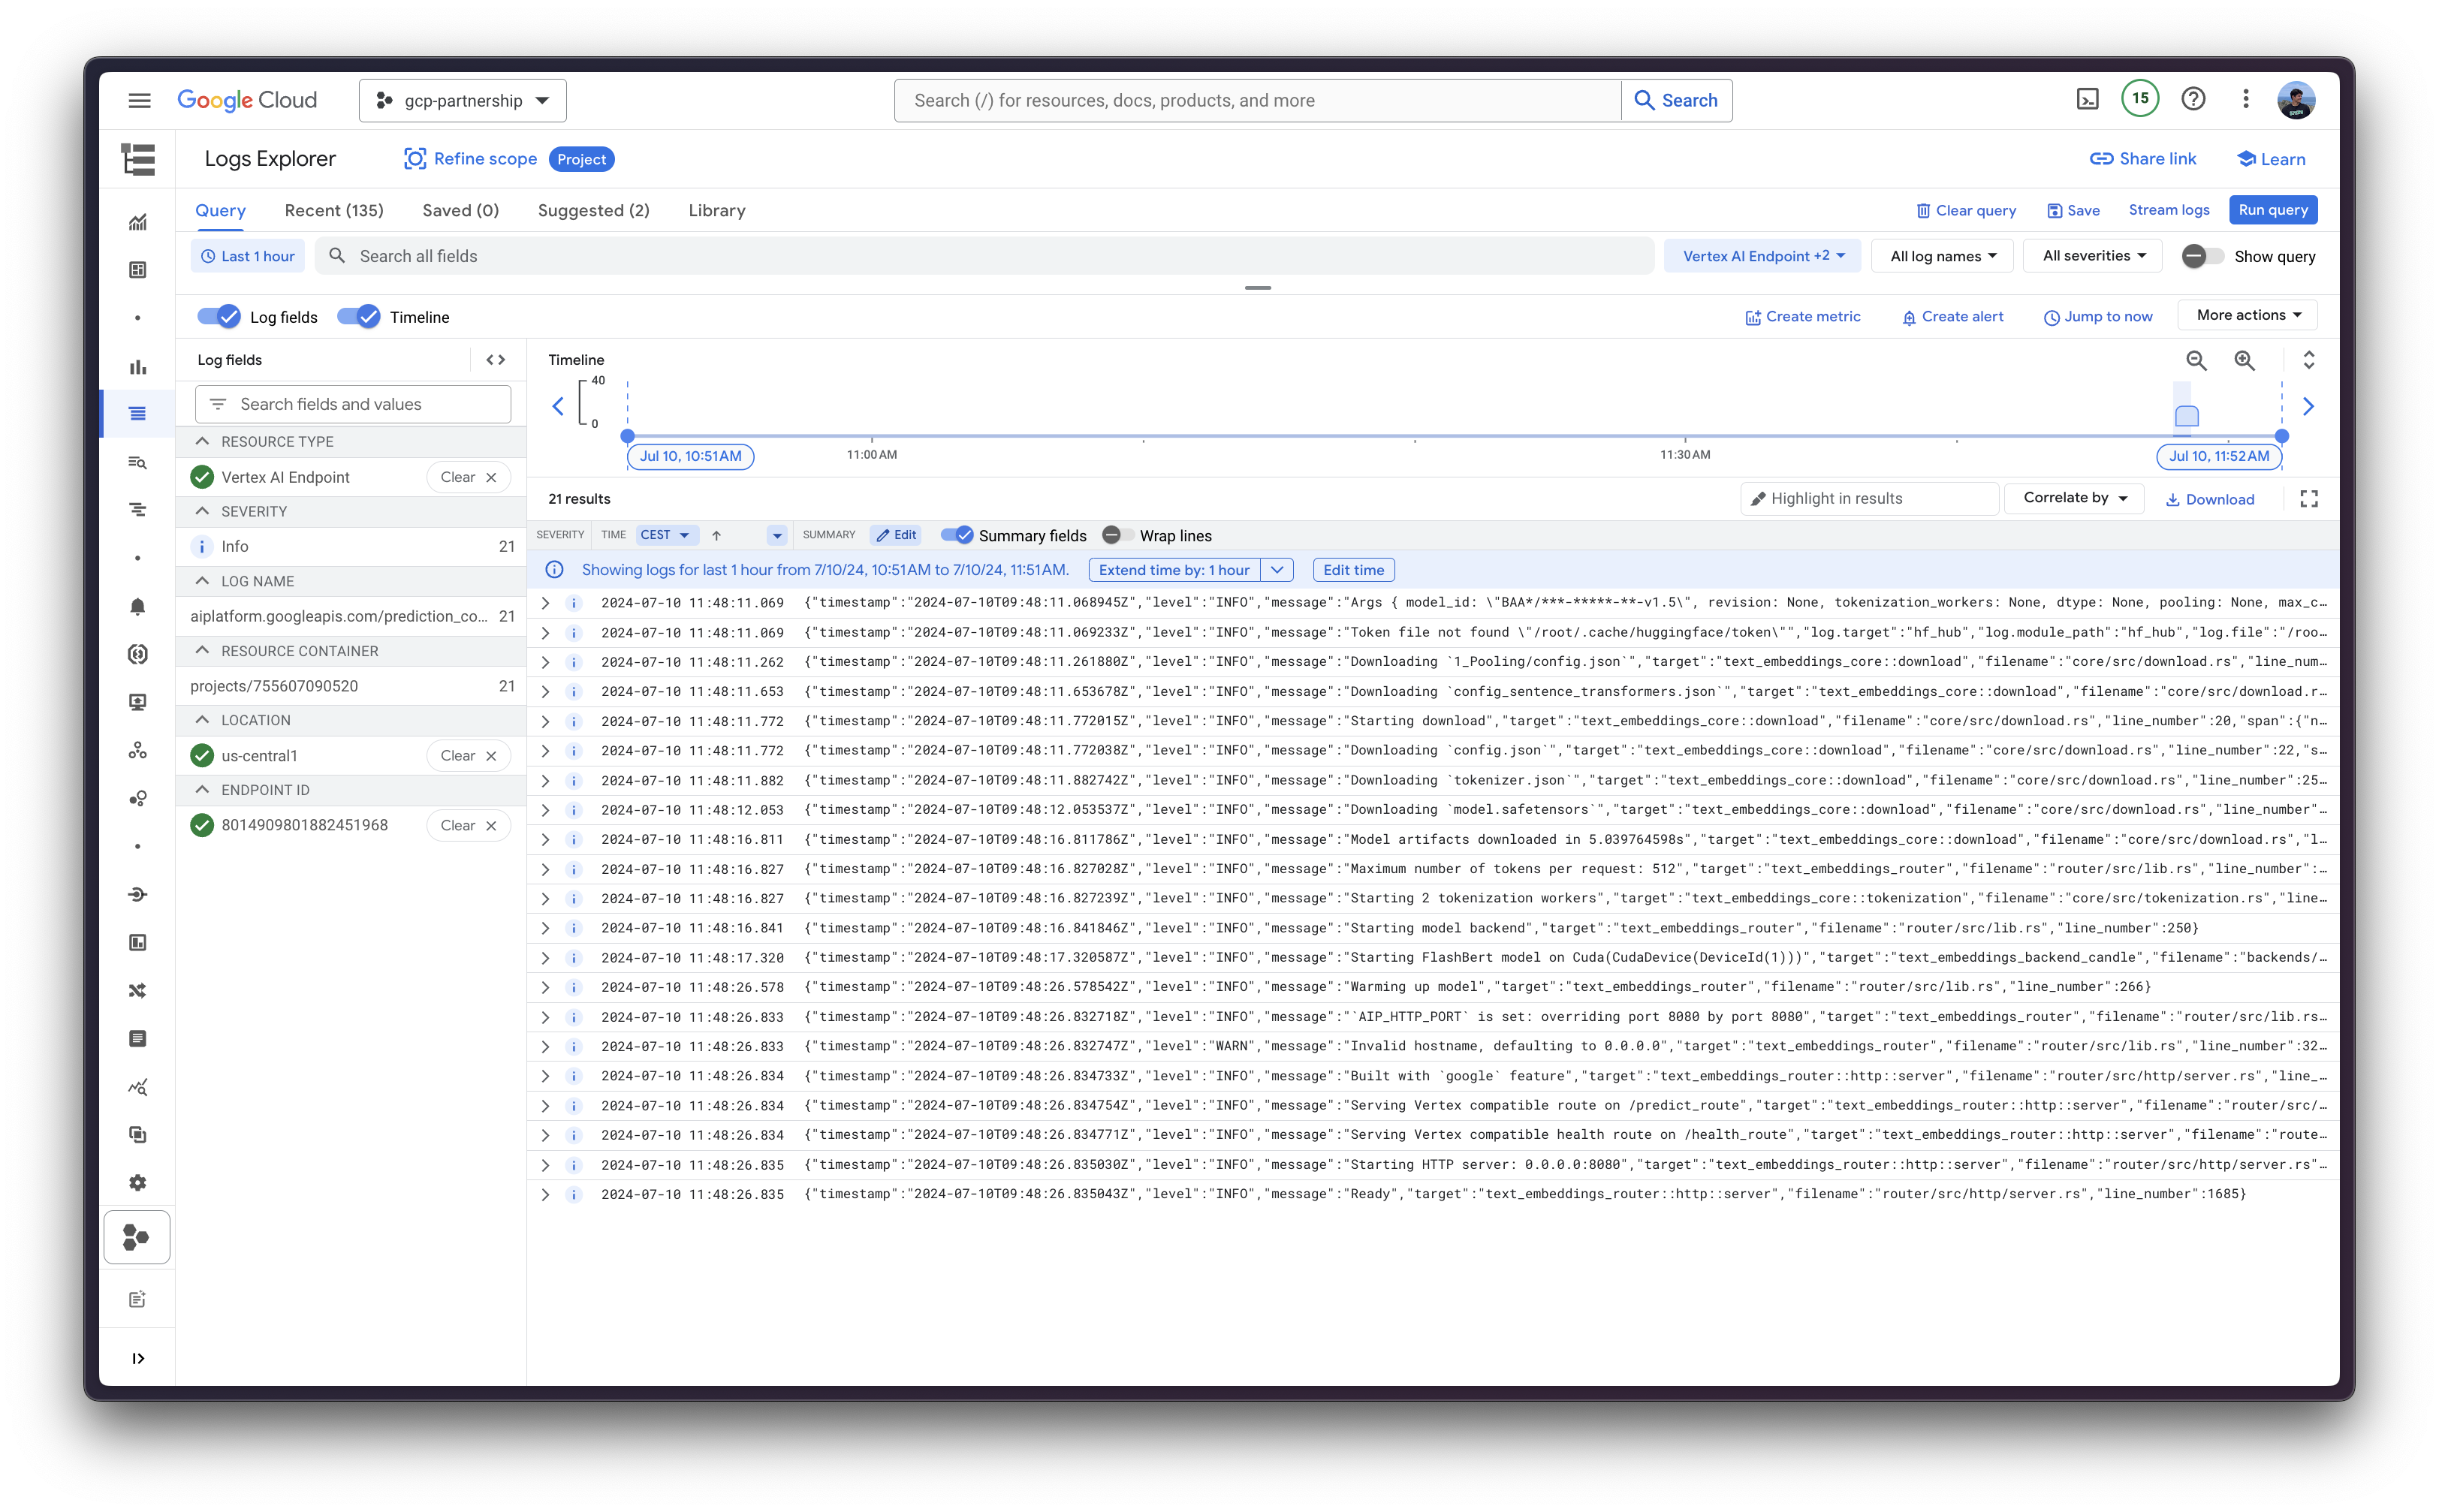 Google Cloud
gcp-partnership
Search (/) for resources, docs, products, and more
Search
15
Logs Explorer
Refine scope
Project
Share link
Learn
Query
Recent (135)
Saved (0)
Suggested (2)
Library
Clear query
Save
Stream logs
Run query
Last 1 hour
Search all fields
Vertex AI Endpoint +2
All log names
All severities
Show query
Log fields
Timeline
Create metric
Create alert
Jump to now
More actions
Log fields
Search fields and values
RESOURCE TYPE
Vertex AI Endpoint
Clear
SEVERITY
Info 21
LOG NAME
aiplatform.googleapis.com/prediction_co... 21
RESOURCE CONTAINER
projects/755607090520 21
LOCATION
us-central1
Clear
ENDPOINT ID
8014909801882451968
Clear
Timeline
40
0
Jul 10, 10:51 AM
11:00 AM
11:30 AM
Jul 10, 11:52 AM
21 results
Highlight in results
Correlate by
Download
SEVERITY
TIME
CEST
SUMMARY
Edit
Summary fields
Wrap lines
Showing logs for last 1 hour from 7/10/24, 10:51 AM to 7/10/24, 11:51 AM.
Extend time by: 1 hour
Edit time
2024-07-10 11:48:11.069 {"timestamp":"2024-07-10T09:48:11.068945Z","level":"INFO","message":"Args { model_id: \"BAA*/***-*****-**-v1.5\", revision: None, tokenization_workers: None, dtype: None, pooling: None, max_c…
2024-07-10 11:48:11.069 {"timestamp":"2024-07-10T09:48:11.069233Z","level":"INFO","message":"Token file not found \"/root/.cache/huggingface/token\"","log.target":"hf_hub","log.module_path":"hf_hub","log.file":"/roo…
2024-07-10 11:48:11.262 {"timestamp":"2024-07-10T09:48:11.261880Z","level":"INFO","message":"Downloading `1_Pooling/config.json`","target":"text_embeddings_core::download","filename":"core/src/download.rs","line_num…
2024-07-10 11:48:11.653 {"timestamp":"2024-07-10T09:48:11.653678Z","level":"INFO","message":"Downloading `config_sentence_transformers.json`","target":"text_embeddings_core::download","filename":"core/src/download.r…
2024-07-10 11:48:11.772 {"timestamp":"2024-07-10T09:48:11.772015Z","level":"INFO","message":"Starting download","target":"text_embeddings_core::download","filename":"core/src/download.rs","line_number":20,"span":{"n…
2024-07-10 11:48:11.772 {"timestamp":"2024-07-10T09:48:11.772038Z","level":"INFO","message":"Downloading `config.json`","target":"text_embeddings_core::download","filename":"core/src/download.rs","line_number":22,"s…
2024-07-10 11:48:11.882 {"timestamp":"2024-07-10T09:48:11.882742Z","level":"INFO","message":"Downloading `tokenizer.json`","target":"text_embeddings_core::download","filename":"core/src/download.rs","line_number":25…
2024-07-10 11:48:12.053 {"timestamp":"2024-07-10T09:48:12.053537Z","level":"INFO","message":"Downloading `model.safetensors`","target":"text_embeddings_core::download","filename":"core/src/download.rs","line_number"…
2024-07-10 11:48:16.811 {"timestamp":"2024-07-10T09:48:16.811786Z","level":"INFO","message":"Model artifacts downloaded in 5.039764598s","target":"text_embeddings_core::download","filename":"core/src/download.rs","l…
2024-07-10 11:48:16.827 {"timestamp":"2024-07-10T09:48:16.827028Z","level":"INFO","message":"Maximum number of tokens per request: 512","target":"text_embeddings_router","filename":"router/src/lib.rs","line_number":…
2024-07-10 11:48:16.827 {"timestamp":"2024-07-10T09:48:16.827239Z","level":"INFO","message":"Starting 2 tokenization workers","target":"text_embeddings_core::tokenization","filename":"core/src/tokenization.rs","line…
2024-07-10 11:48:16.841 {"timestamp":"2024-07-10T09:48:16.841846Z","level":"INFO","message":"Starting model backend","target":"text_embeddings_router","filename":"router/src/lib.rs","line_number":250}
2024-07-10 11:48:17.320 {"timestamp":"2024-07-10T09:48:17.320587Z","level":"INFO","message":"Starting FlashBert model on Cuda(CudaDevice(DeviceId(1)))","target":"text_embeddings_backend_candle","filename":"backends/…
2024-07-10 11:48:26.578 {"timestamp":"2024-07-10T09:48:26.578542Z","level":"INFO","message":"Warming up model","target":"text_embeddings_router","filename":"router/src/lib.rs","line_number":266}
2024-07-10 11:48:26.833 {"timestamp":"2024-07-10T09:48:26.832718Z","level":"INFO","message":"`AIP_HTTP_PORT` is set: overriding port 8080 by port 8080","target":"text_embeddings_router","filename":"router/src/lib.rs…
2024-07-10 11:48:26.833 {"timestamp":"2024-07-10T09:48:26.832747Z","level":"WARN","message":"Invalid hostname, defaulting to 0.0.0.0","target":"text_embeddings_router","filename":"router/src/lib.rs","line_number":32…
2024-07-10 11:48:26.834 {"timestamp":"2024-07-10T09:48:26.834733Z","level":"INFO","message":"Built with `google` feature","target":"text_embeddings_router::http::server","filename":"router/src/http/server.rs","line_…
2024-07-10 11:48:26.834 {"timestamp":"2024-07-10T09:48:26.834754Z","level":"INFO","message":"Serving Vertex compatible route on /predict_route","target":"text_embeddings_router::http::server","filename":"router/src/…
2024-07-10 11:48:26.834 {"timestamp":"2024-07-10T09:48:26.834771Z","level":"INFO","message":"Serving Vertex compatible health route on /health_route","target":"text_embeddings_router::http::server","filename":"route…
2024-07-10 11:48:26.835 {"timestamp":"2024-07-10T09:48:26.835030Z","level":"INFO","message":"Starting HTTP server: 0.0.0.0:8080","target":"text_embeddings_router::http::server","filename":"router/src/http/server.rs"…
2024-07-10 11:48:26.835 {"timestamp":"2024-07-10T09:48:26.835043Z","level":"INFO","message":"Ready","target":"text_embeddings_router::http::server","filename":"router/src/http/server.rs","line_number":1685}